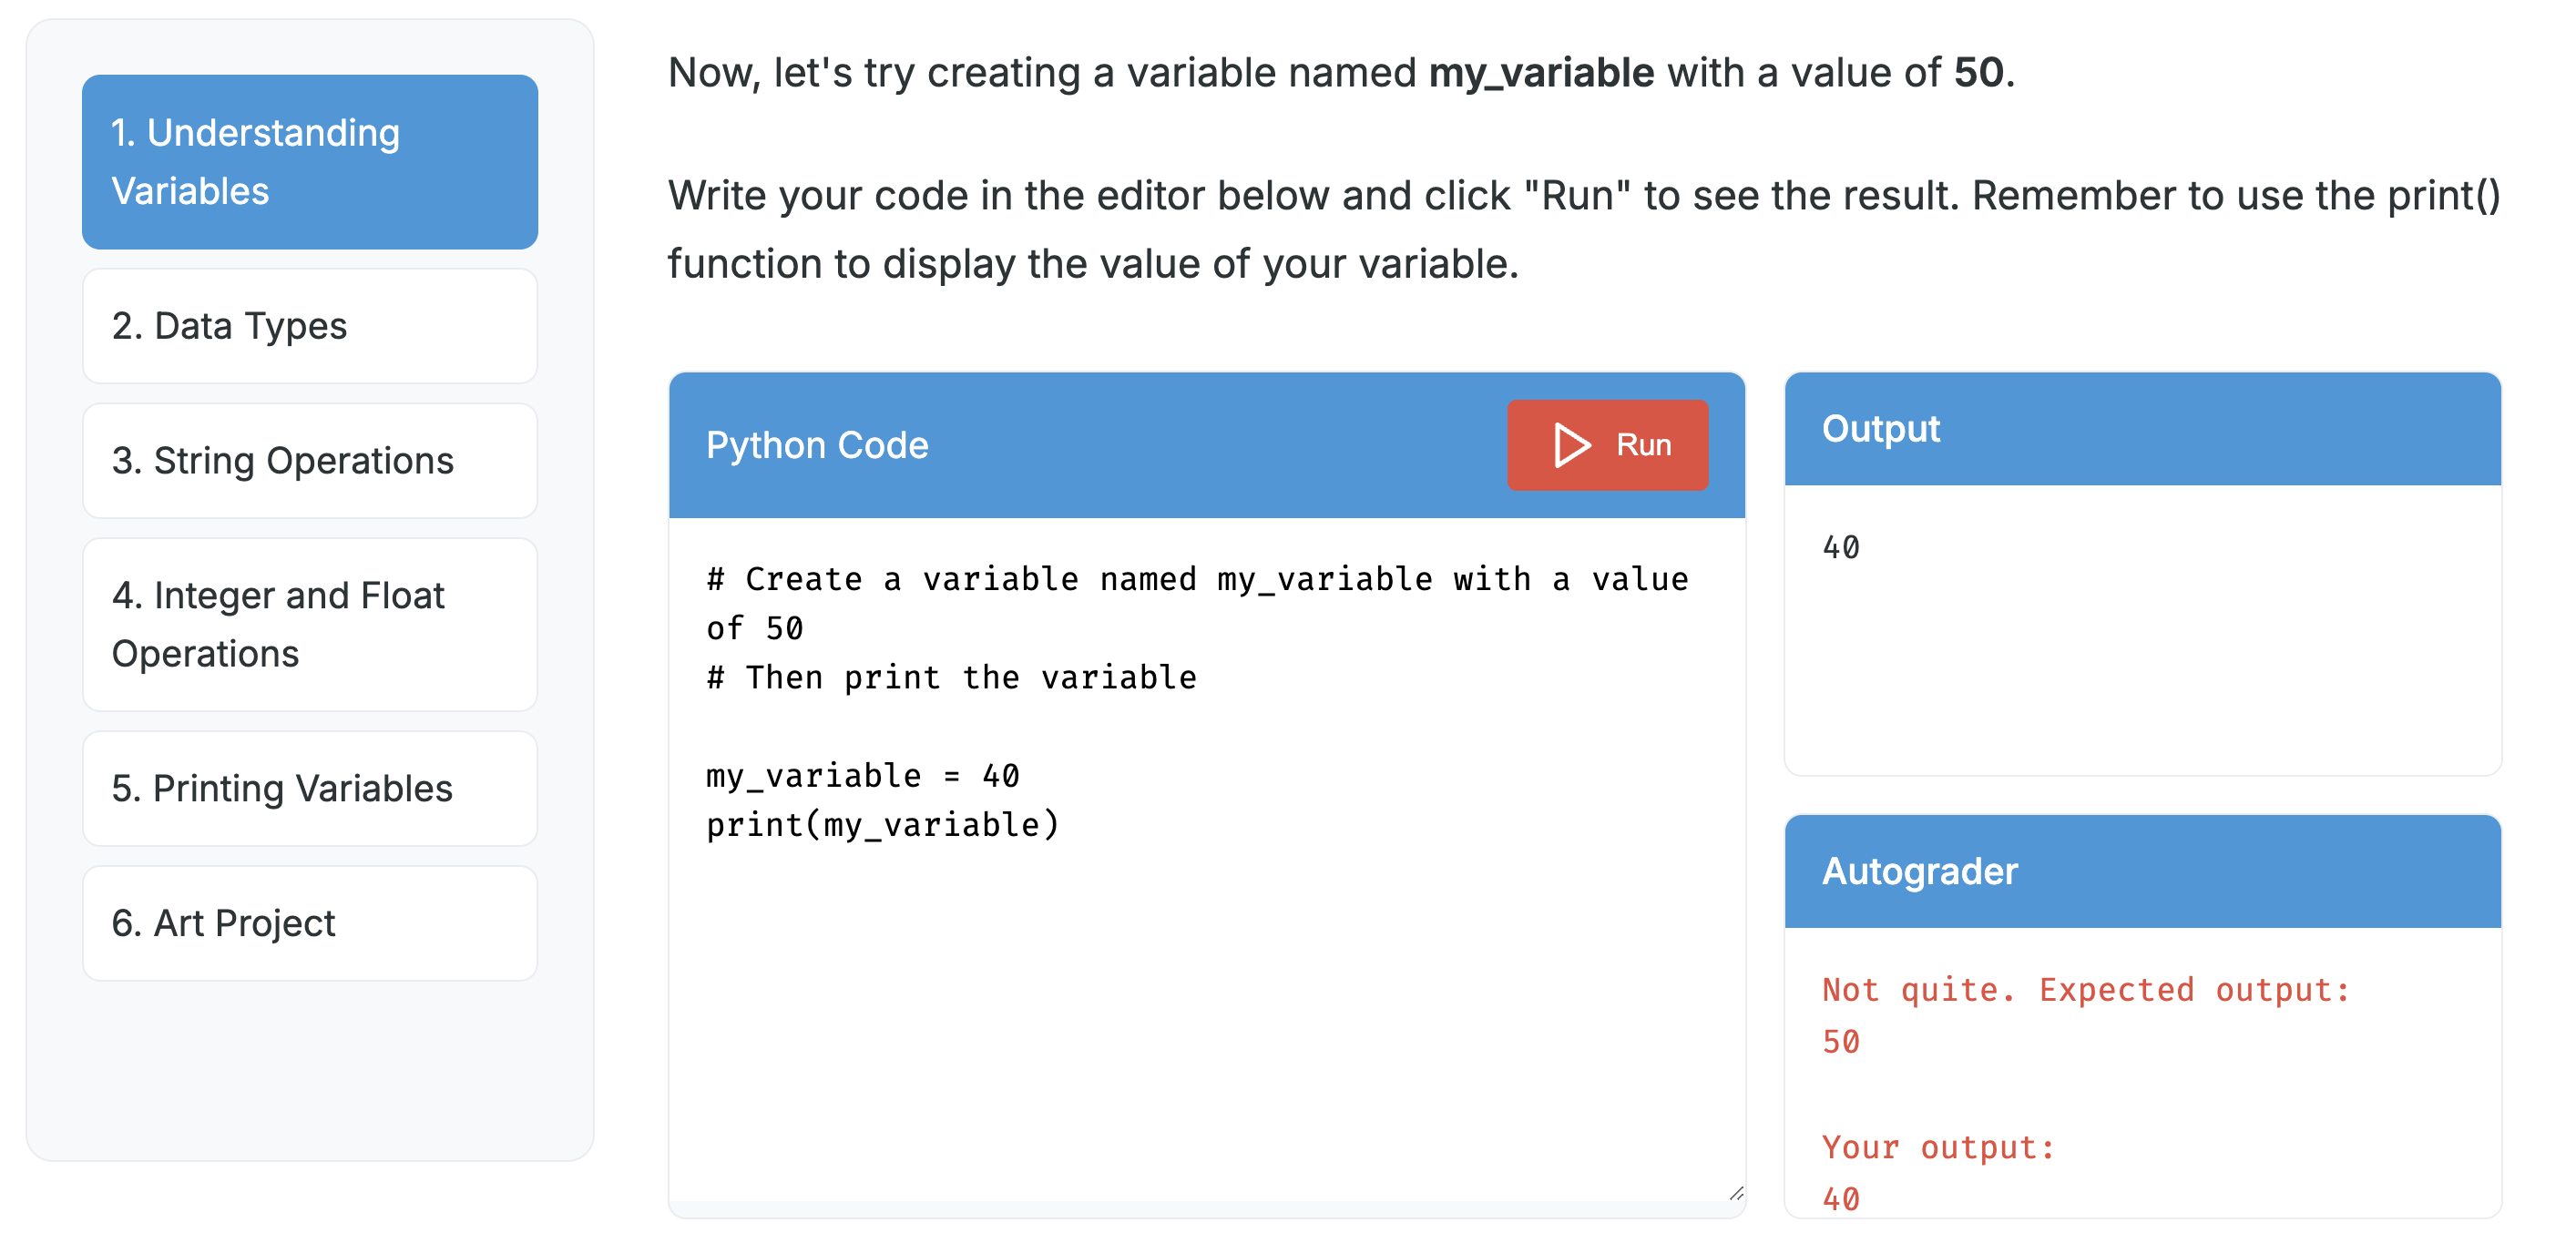 1. Understanding
Variables
2. Data Types
3. String Operations
4. Integer and Float
Operations
5. Printing Variables
6. Art Project
Now, let's try creating a variable named my_variable with a value of 50.
Write your code in the editor below and click "Run" to see the result. Remember to use the print()
function to display the value of your variable.
Python Code
Run
# Create a variable named my_variable with a value
of 50
# Then print the variable
my_variable = 40
print(my_variable)
Output
40
Autograder
Not quite. Expected output:
50
Your output:
40